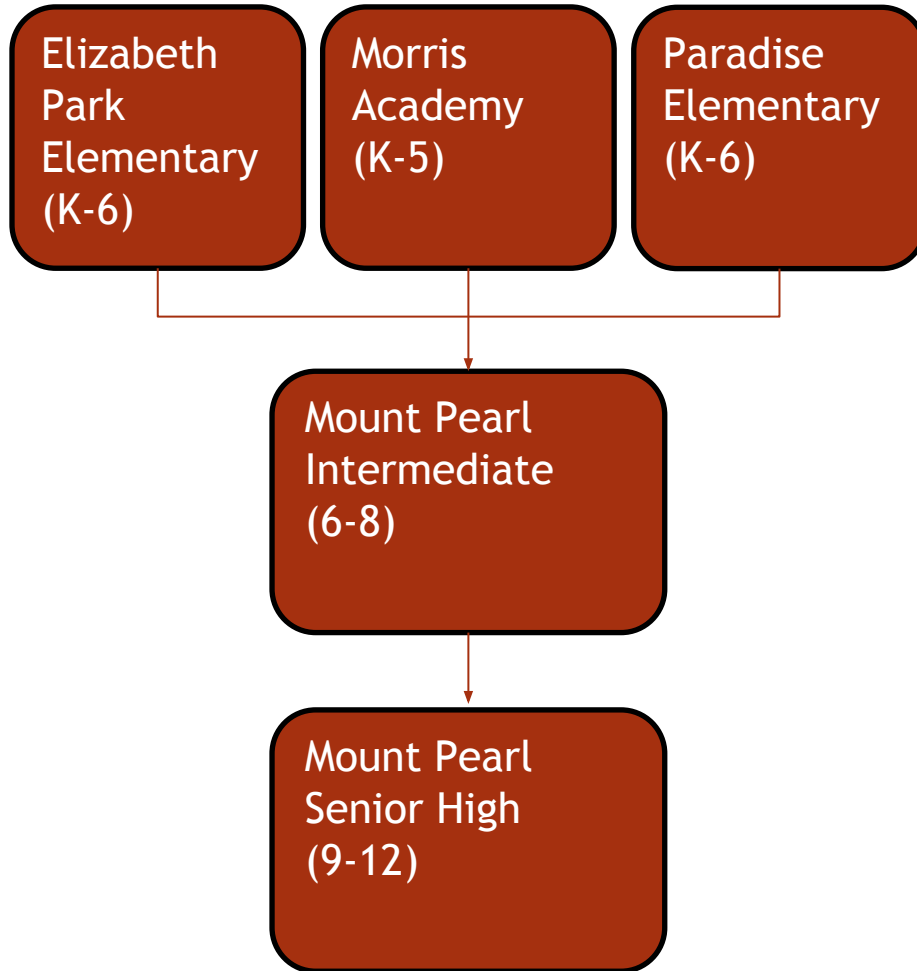 Elizabeth
Park
Elementary
(K-6)
Morris
Academy
(K-5)
Paradise
Elementary
(K-6)
Mount Pearl
Intermediate
(6-8)
Mount Pearl
Senior High
(9-12)